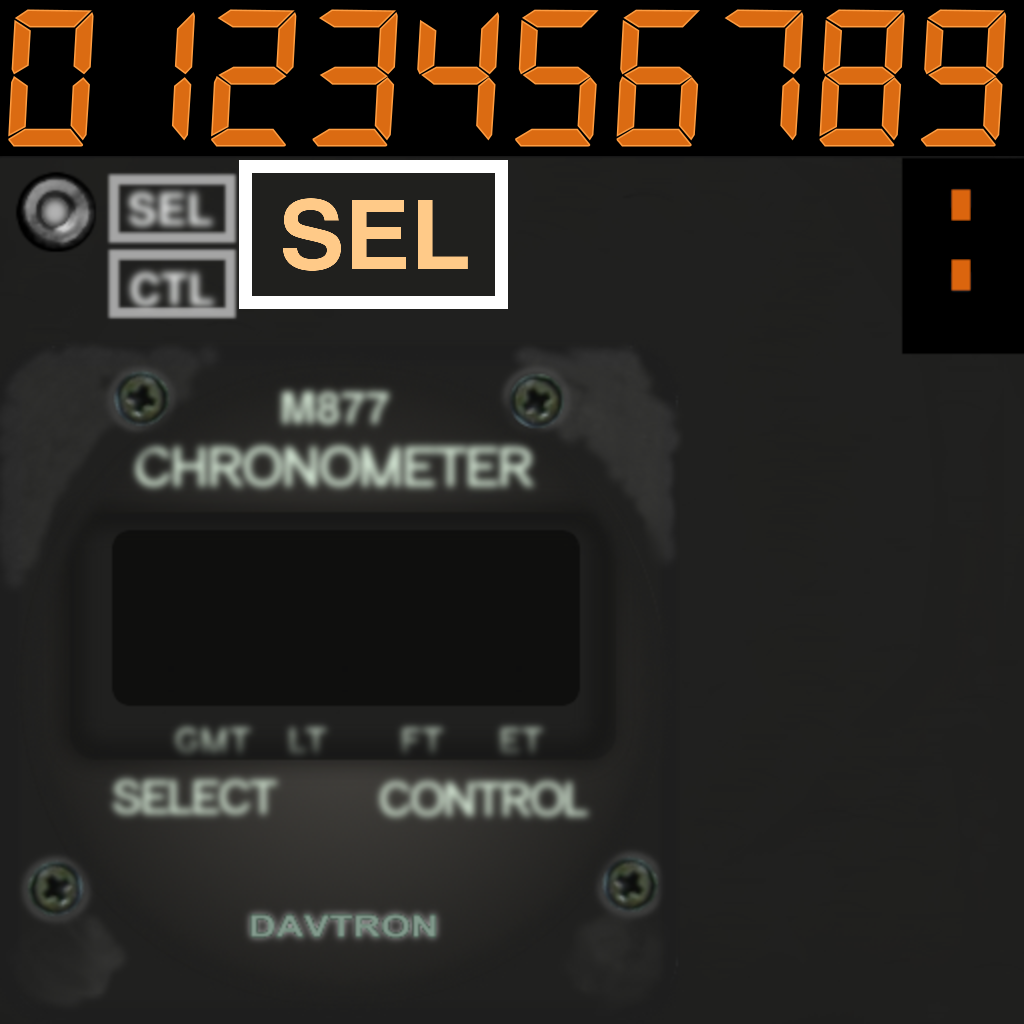 0 1 2 3 4 5 6 7 8 9
SEL
SEL
:
CTL
M877
CHRONOMETER
GMT LT FT ET
SELECT CONTROL
DAVTRON